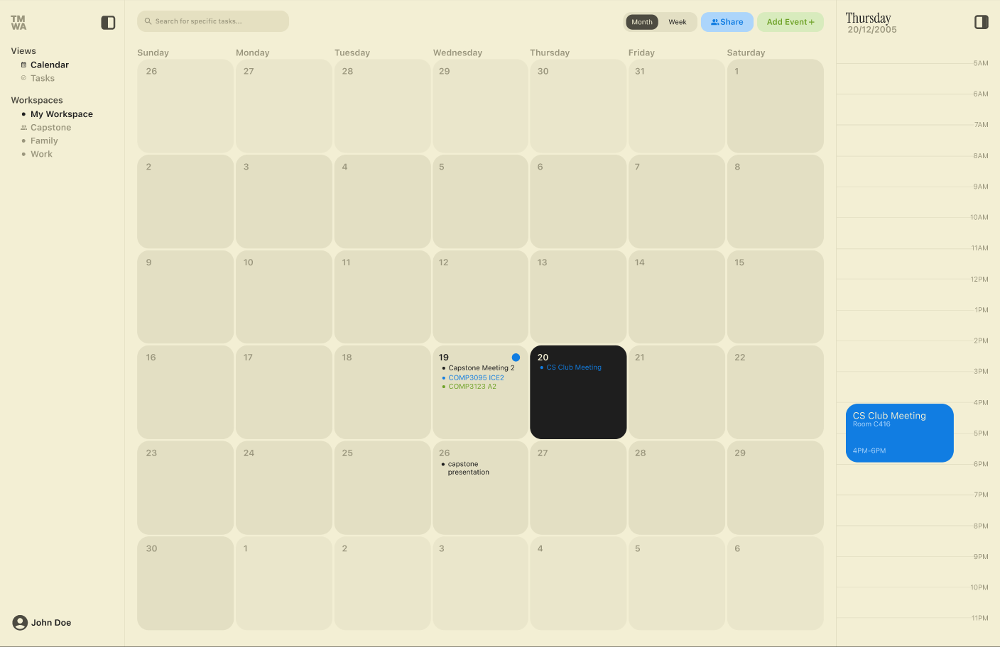 TM
WA
Views
Calendar
Tasks
Workspaces
My Workspace
Capstone
Family
Work
John Doe
Search for specific tasks...
Month Week Share Add Event +
Sunday Monday Tuesday Wednesday Thursday Friday Saturday
26 27 28 29 30 31 1
2 3 4 5 6 7 8
9 10 11 12 13 14 15
16 17 18 19 20 21 22
Capstone Meeting 2
COMP3095 ICE2
COMP3123 A2
CS Club Meeting
23 24 25 26 27 28 29
capstone
presentation
30 1 2 3 4 5 6
Thursday
20/12/2005
5AM
6AM
7AM
8AM
9AM
10AM
11AM
12PM
1PM
2PM
3PM
4PM
CS Club Meeting
Room C416
5PM
4PM-6PM
6PM
7PM
8PM
9PM
10PM
11PM